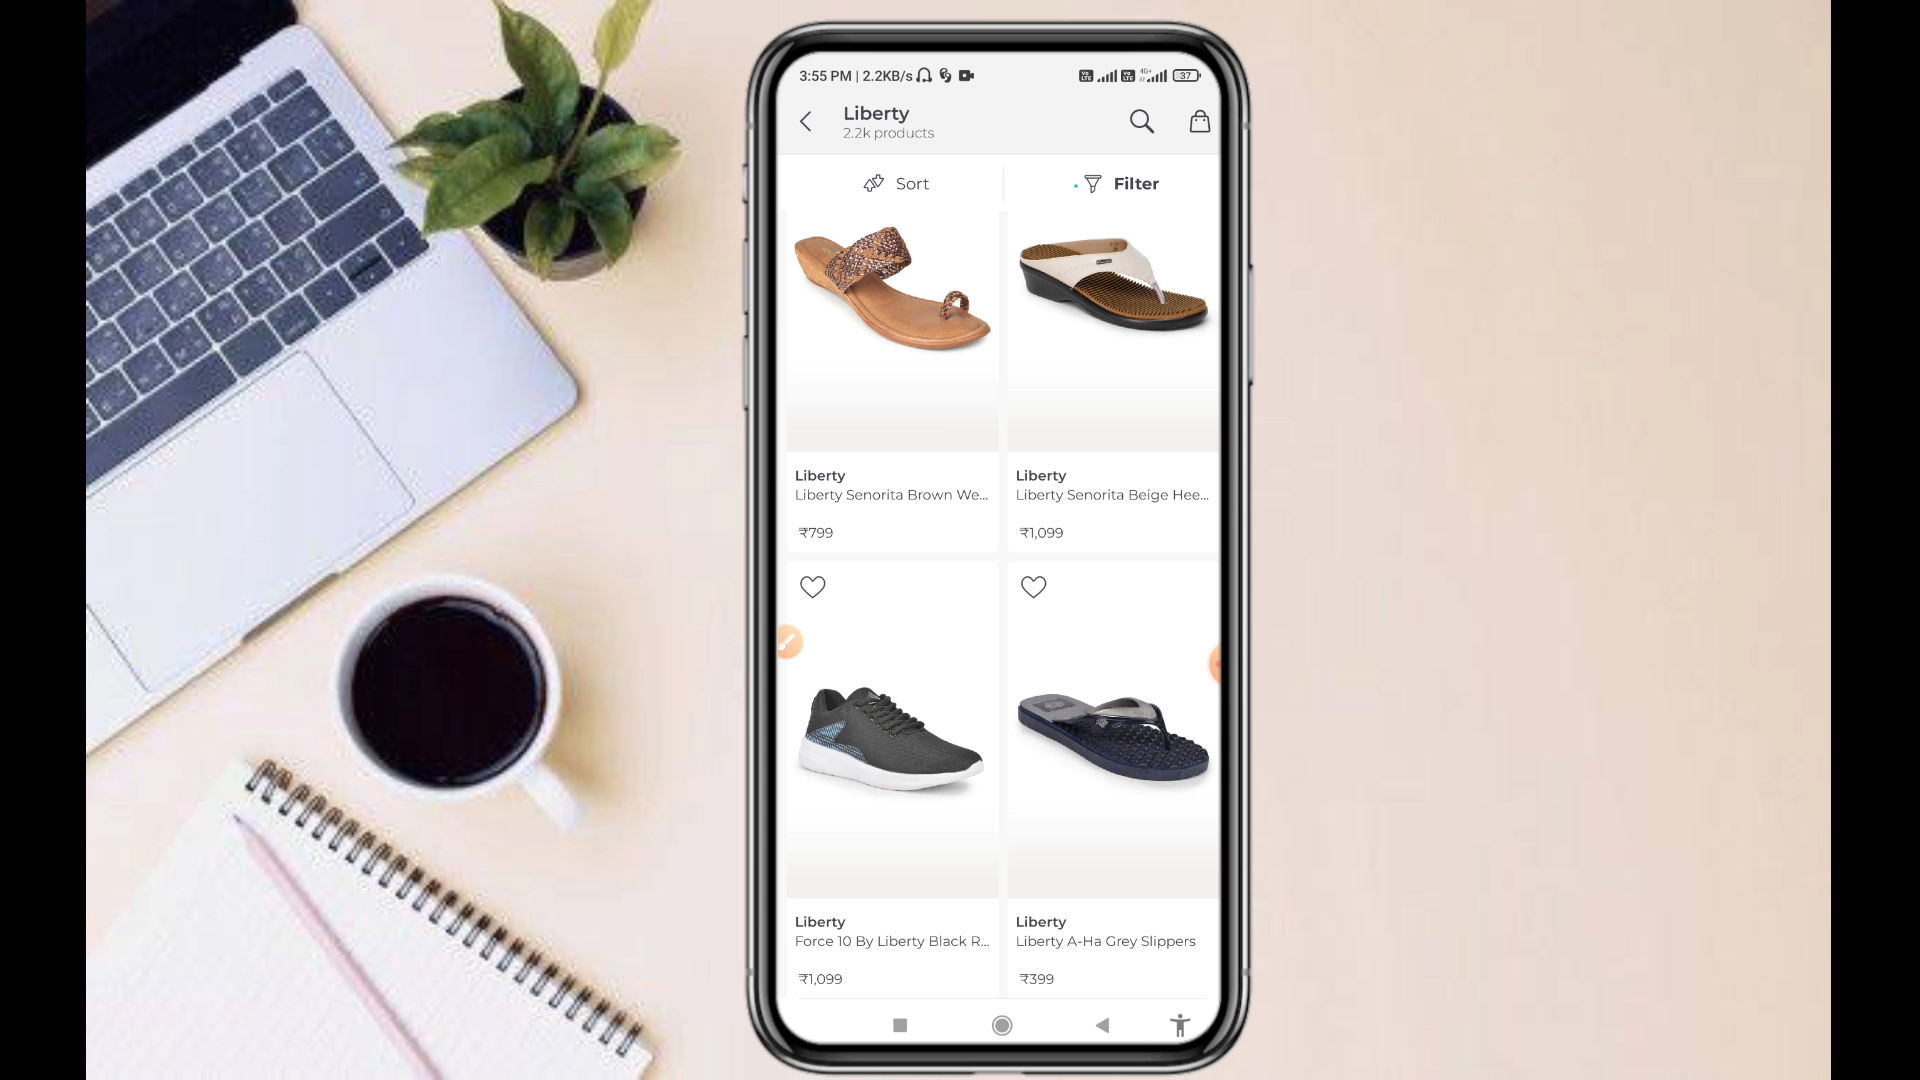 3:55 PM | 2.2KB/s
37
Liberty
2.2k products
Sort
Filter
Liberty
Liberty Senorita Brown We...
₹799
Liberty
Liberty Senorita Beige Hee...
₹1,099
Liberty
Force 10 By Liberty Black R...
₹1,099
Liberty
Liberty A-Ha Grey Slippers
₹399